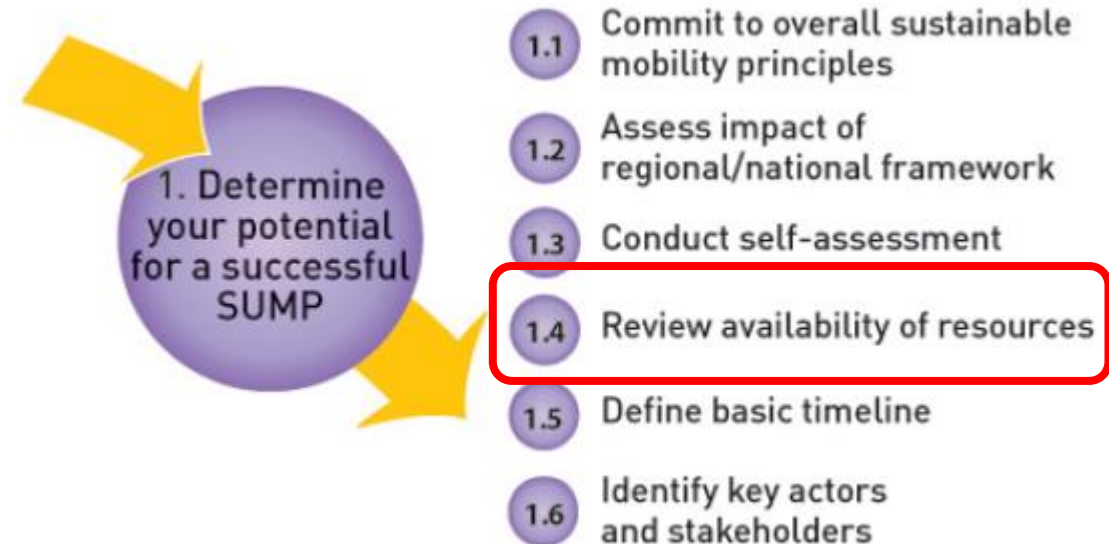 1. Determine
your potential
for a successful
SUMP
1.1 Commit to overall sustainable
mobility principles
1.2 Assess impact of
regional/national framework
1.3 Conduct self-assessment
1.4 Review availability of resources
1.5 Define basic timeline
1.6 Identify key actors
and stakeholders